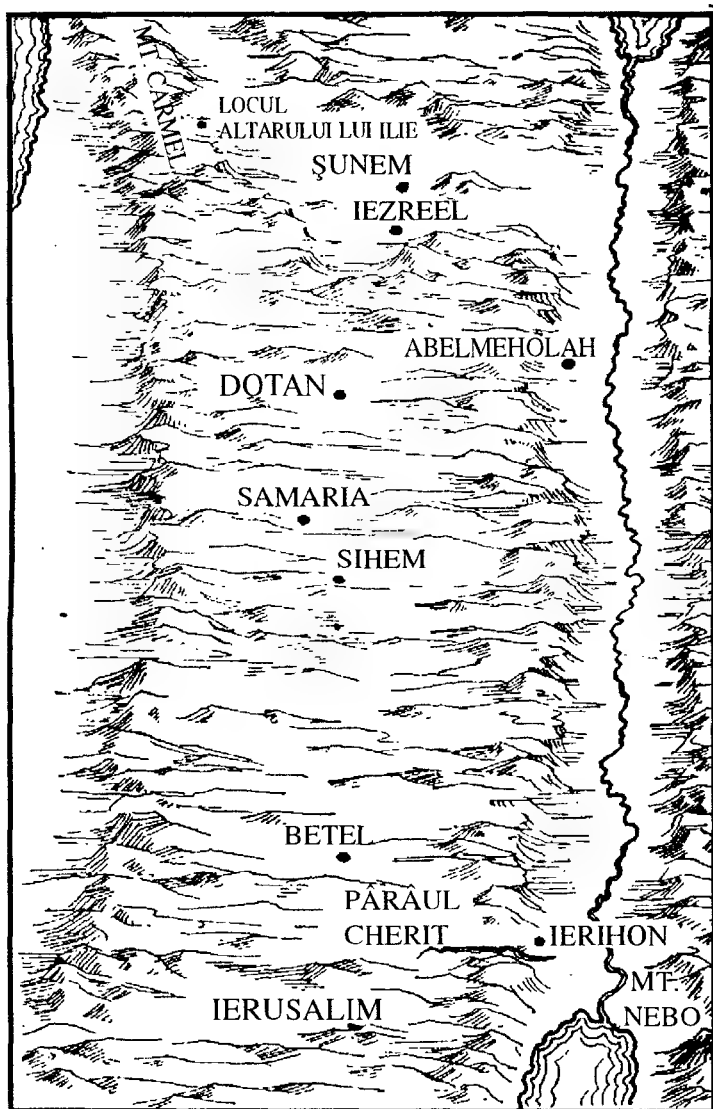 MT. CARMEL
LOCUL
ALTARULUI LUI ILIE
ŞUNEM
IEZREEL
ABELMEHOLAH
DOTAN
SAMARIA
SIHEM
BETEL
PÂRÂUL
CHERIT
IERIHON
MT.
NEBO
IERUSALIM